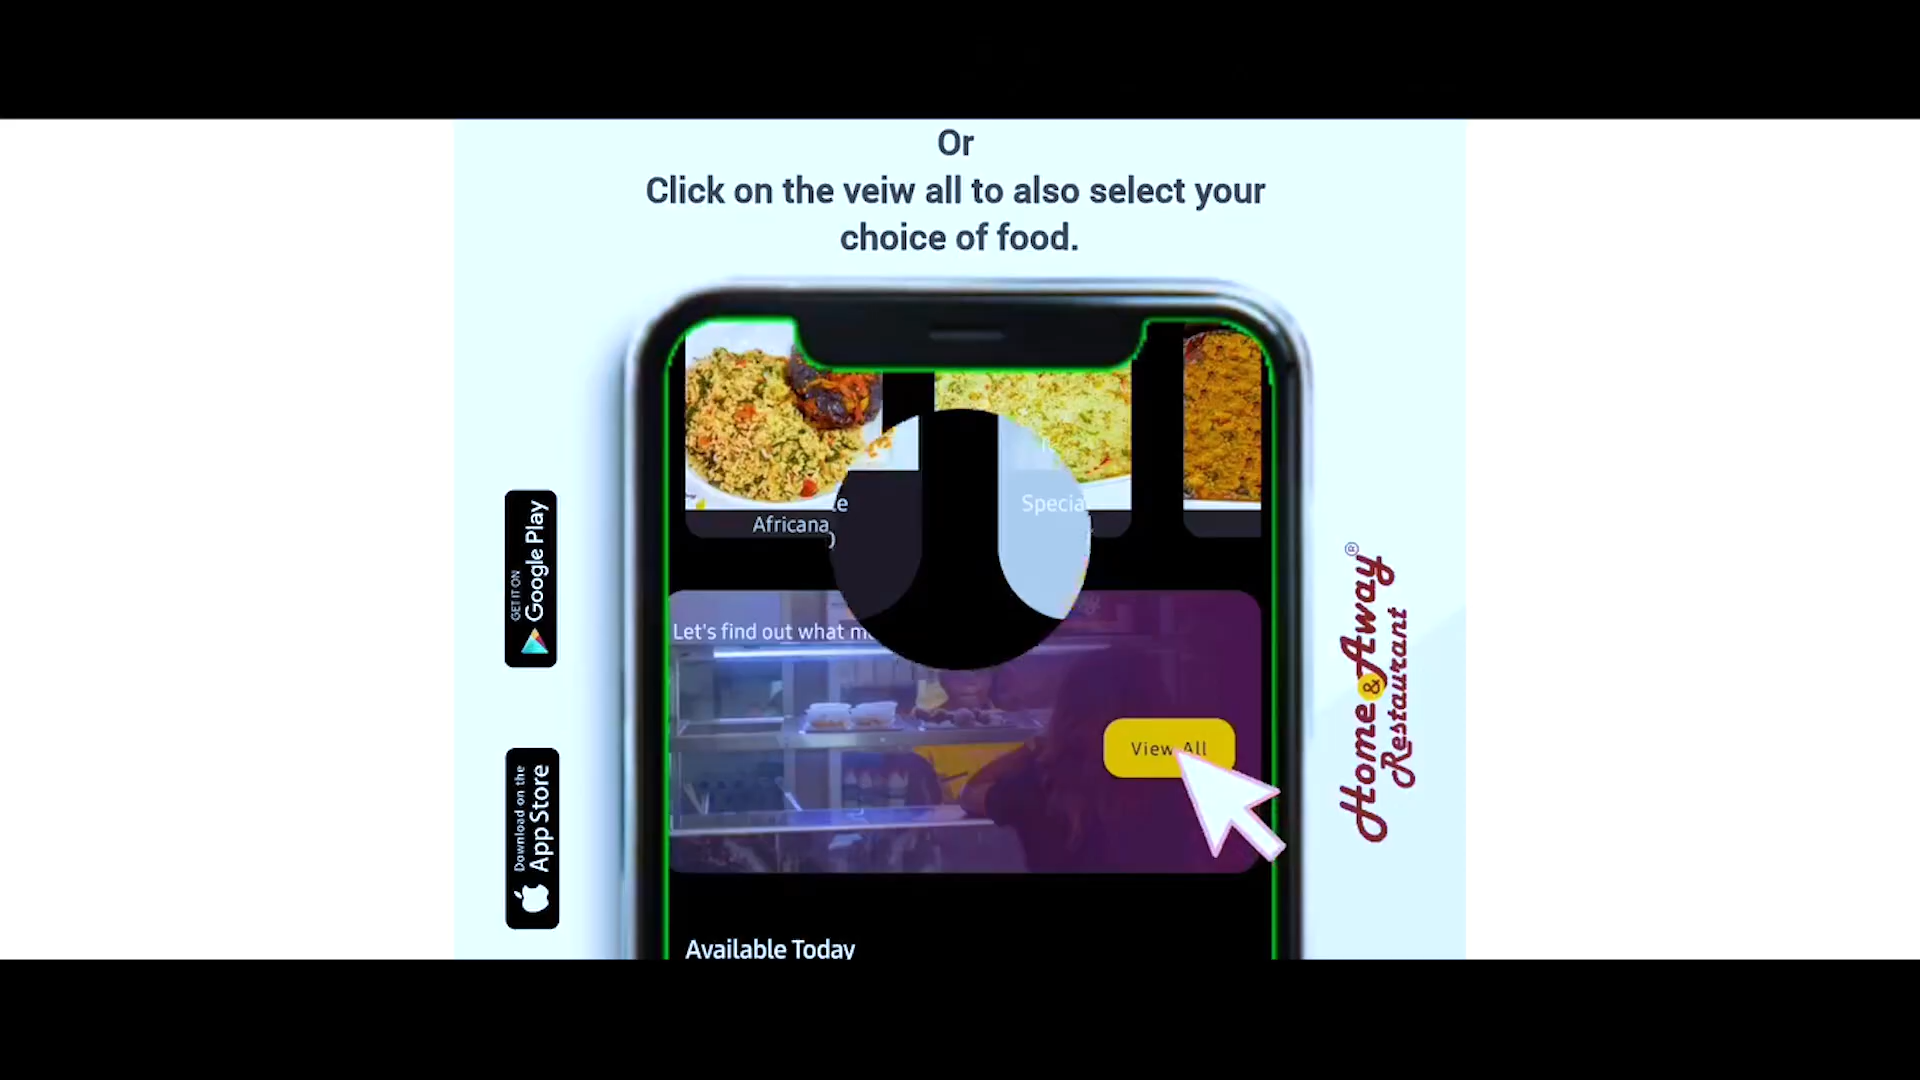 Or
Click on the veiw all to also select your
choice of food.
Africana
Specia
Let's find out what m
View All
Available Today
GET IT ON
Google Play
Download on the
App Store
Home & Away®
Restaurant